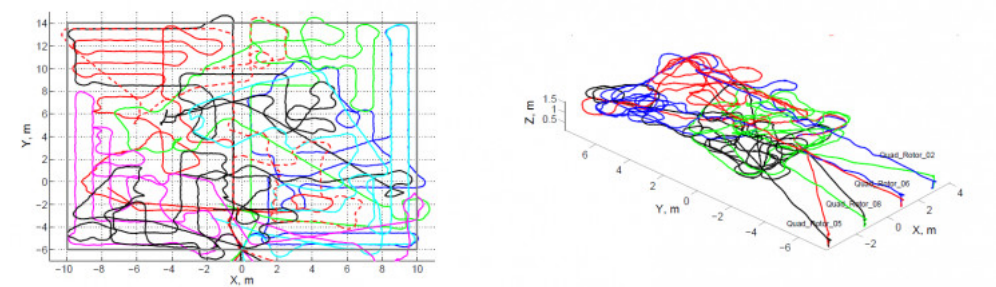 14
12
10
8
6
4
2
0
−2
−4
−6
Y, m
−10 −8 −6 −4 −2 0 2 4 6 8 10
X, m
1.5
1
0.5
Z, m
6
4
2
0
−2
−4
−6
Y, m
4
2
0
−2
X, m
Quad_Rotor_02
Quad_Rotor_06
Quad_Rotor_08
Quad_Rotor_05